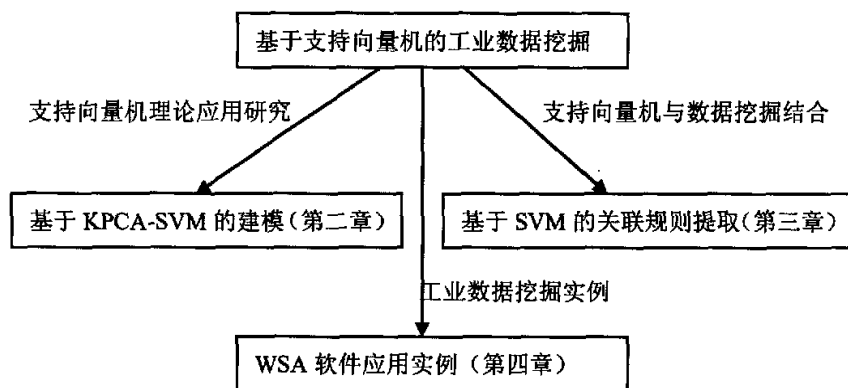 基于支持向量机的工业数据挖掘
支持向量机理论应用研究
支持向量机与数据挖掘结合
基于 KPCA-SVM 的建模（第二章）
基于 SVM 的关联规则提取（第三章）
工业数据挖掘实例
WSA 软件应用实例（第四章）